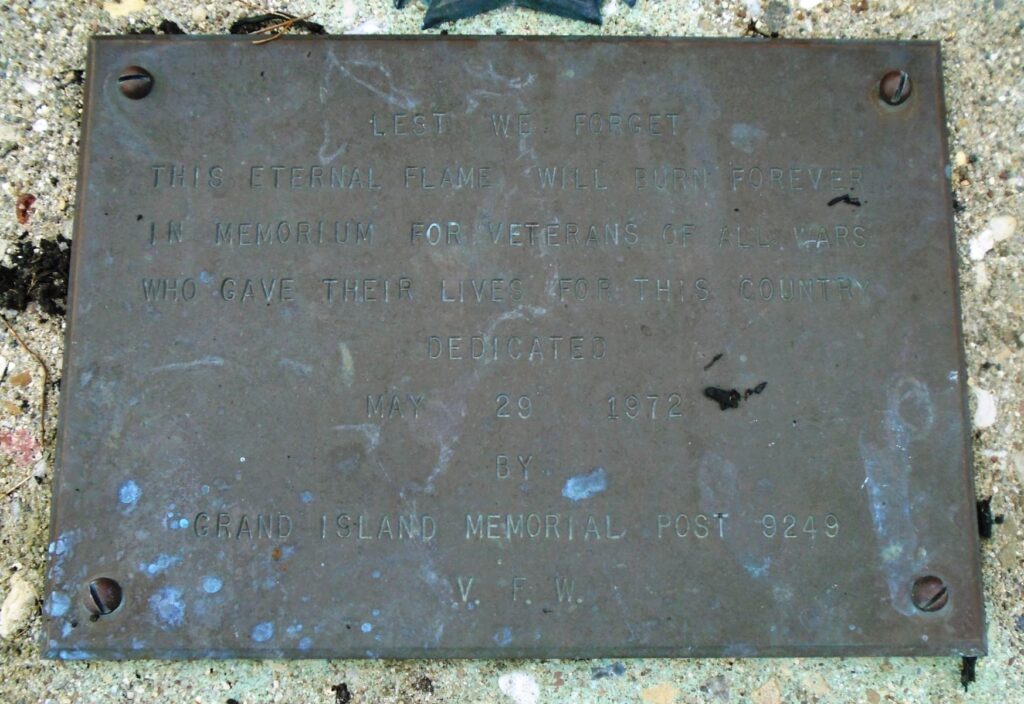 LEST WE FORGET
THIS ETERNAL FLAME WILL BURN FOREVER
IN MEMORIUM FOR VETERANS OF ALL WARS
WHO GAVE THEIR LIVES FOR THIS COUNTRY
DEDICATED
MAY 29 1972
BY
GRAND ISLAND MEMORIAL POST 9249
V. F. W.